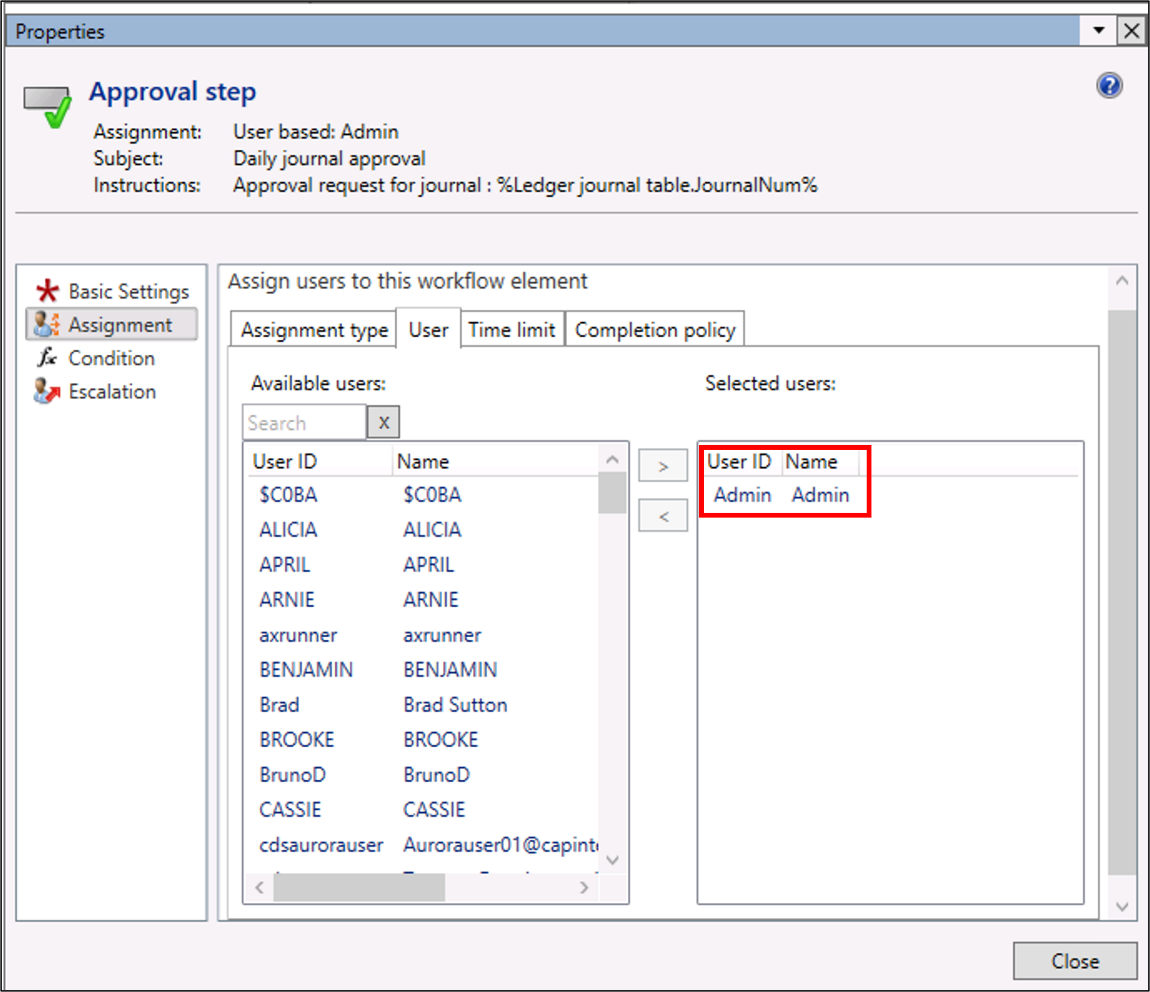 Properties
Approval step
Assignment: User based: Admin
Subject: Daily journal approval
Instructions: Approval request for journal : %Ledger journal table.JournalNum%
Basic Settings
Assignment
Condition
Escalation
Assign users to this workflow element
Assignment type User Time limit Completion policy
Available users:
Search x
User ID Name
$C0BA $C0BA
ALICIA ALICIA
APRIL APRIL
ARNIE ARNIE
axrunner axrunner
BENJAMIN BENJAMIN
Brad Brad Sutton
BROOKE BROOKE
BrunoD BrunoD
CASSIE CASSIE
cdsaurorauser Aurorauser01@capint
> 
<
Selected users:
User ID Name
Admin Admin
Close